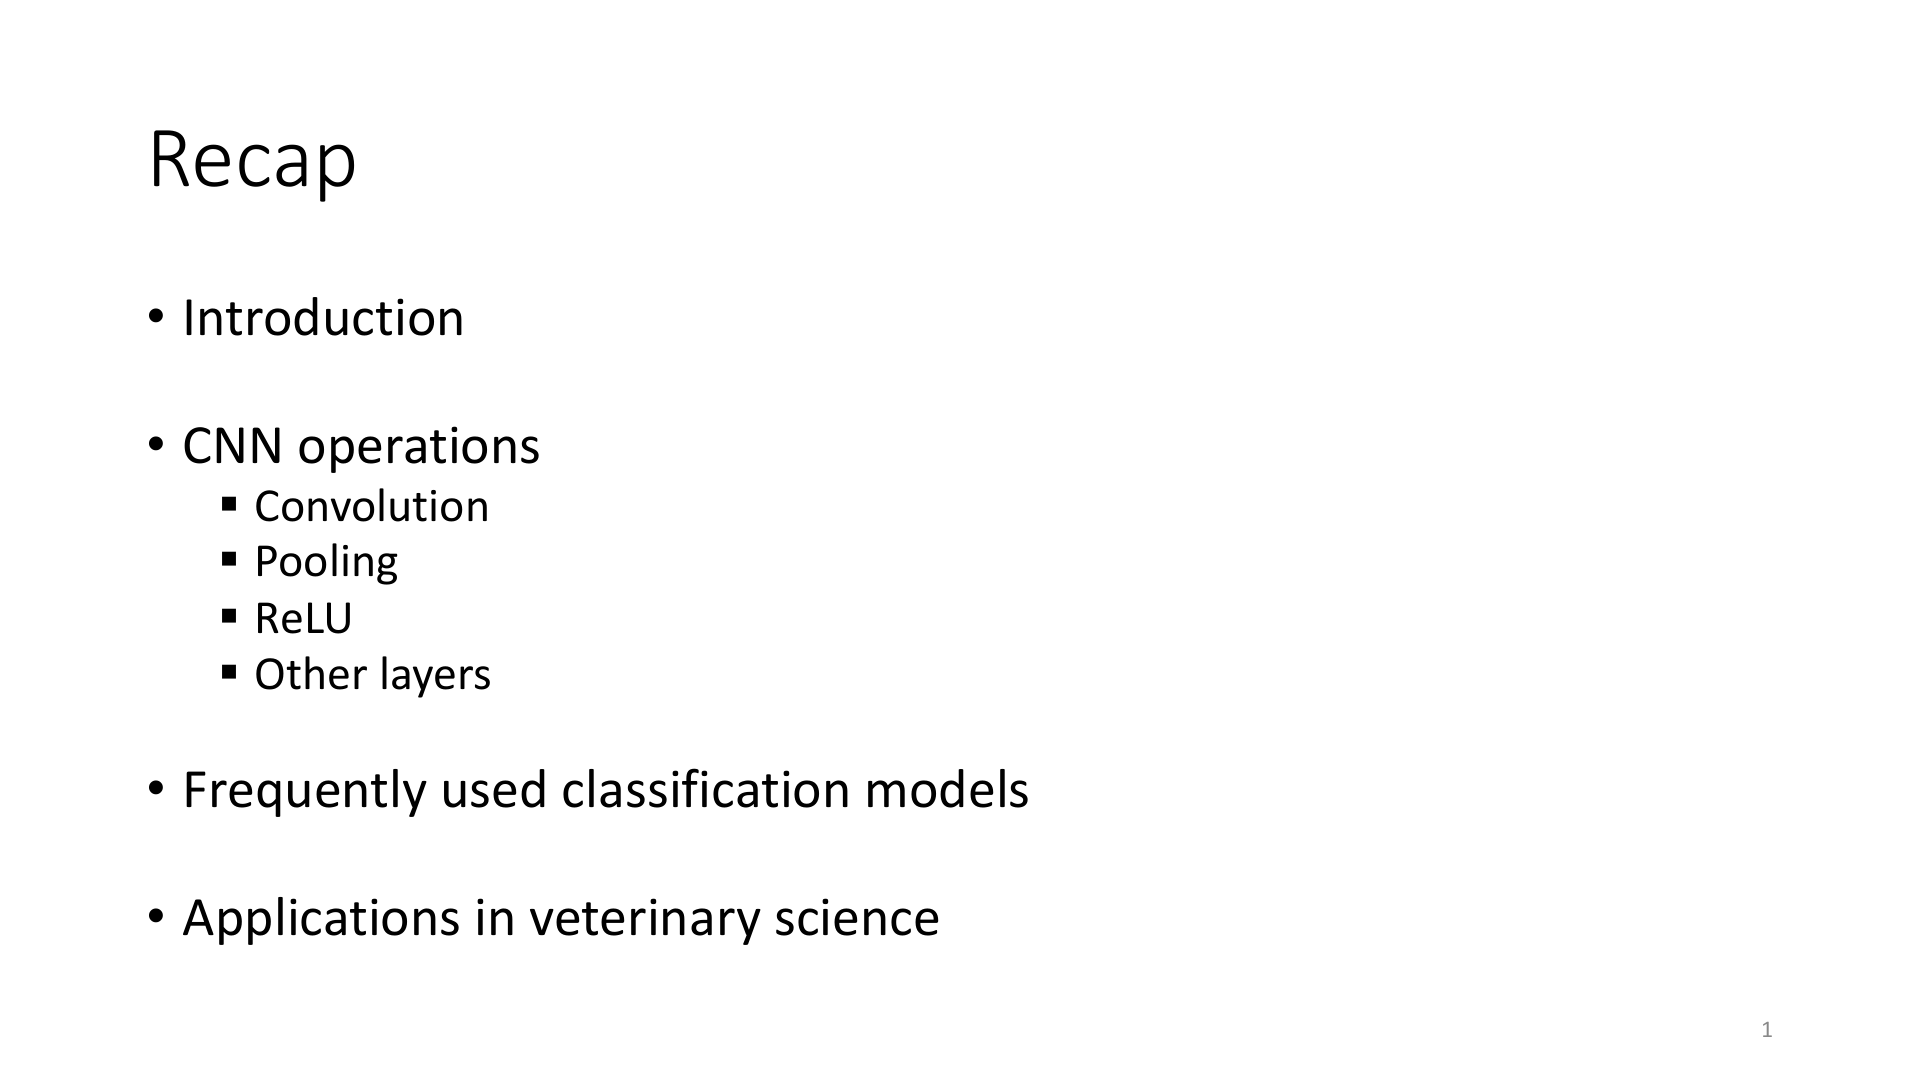 Recap
• Introduction
• CNN operations
▪ Convolution
▪ Pooling
▪ ReLU
▪ Other layers
• Frequently used classification models
• Applications in veterinary science
1